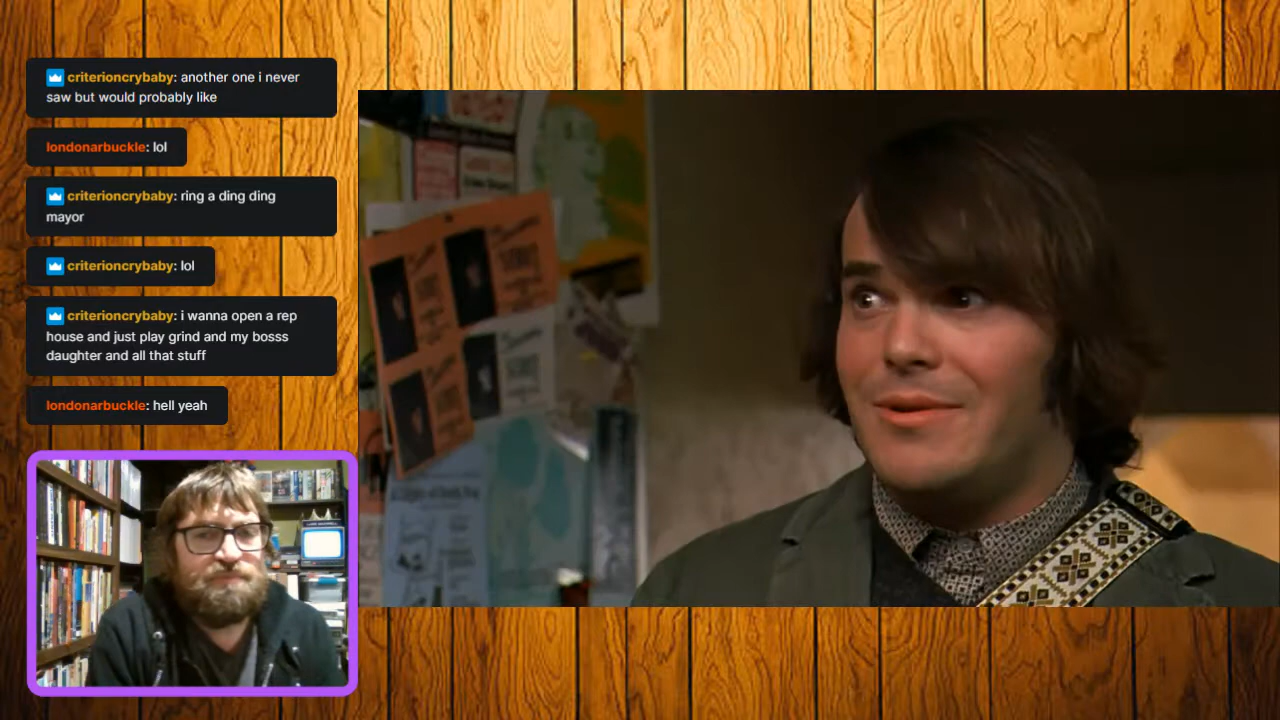 criterioncrybaby: another one i never
saw but would probably like
londonarbuckle: lol
criterioncrybaby: ring a ding ding
mayor
criterioncrybaby: lol
criterioncrybaby: i wanna open a rep
house and just play grind and my bosss
daughter and all that stuff
londonarbuckle: hell yeah